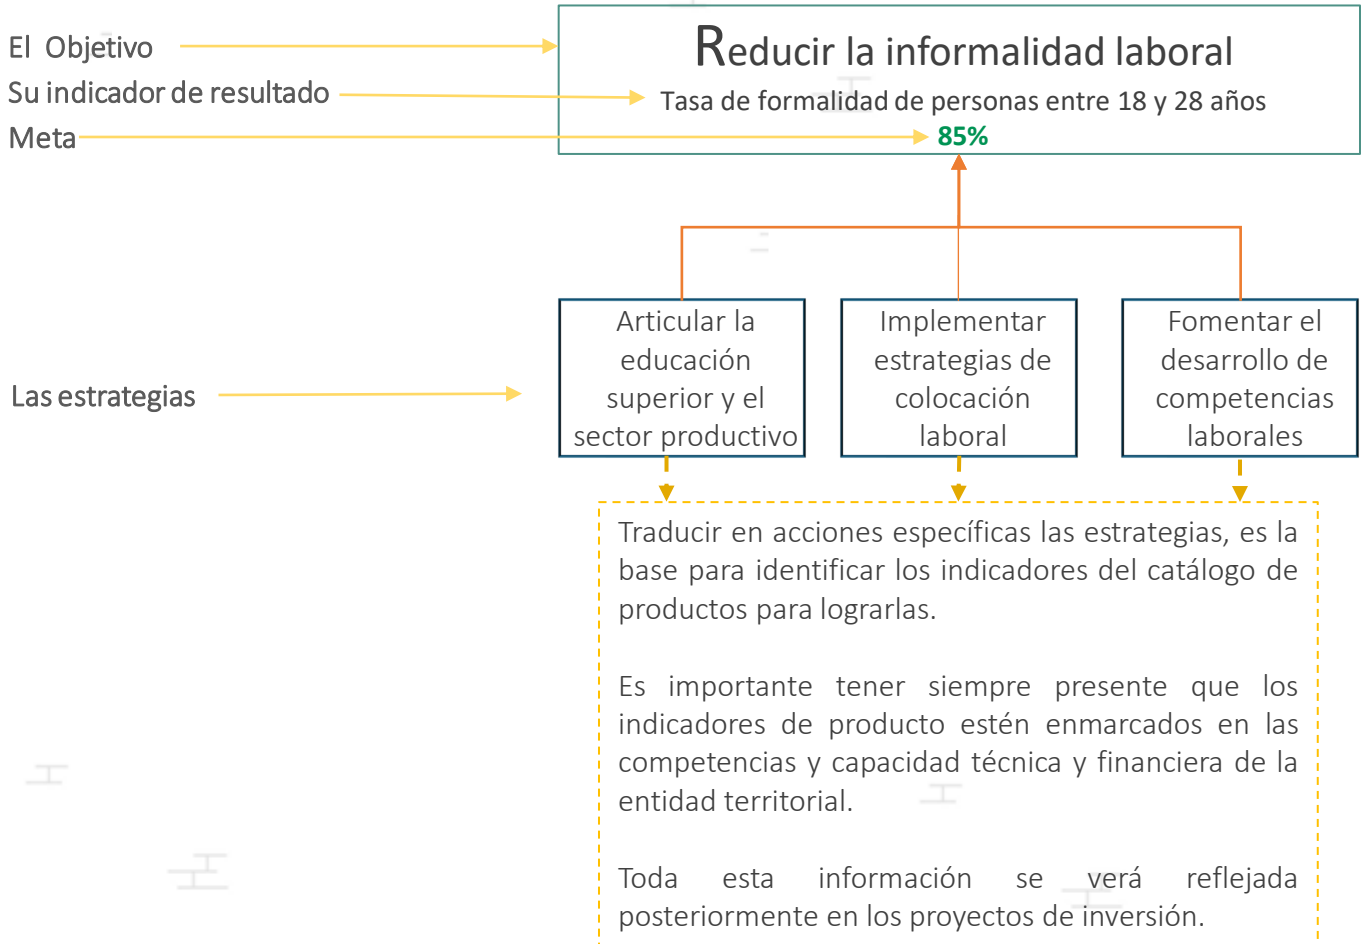 El Objetivo
Reducir la informalidad laboral
Su indicador de resultado
Tasa de formalidad de personas entre 18 y 28 años
Meta
85%
Las estrategias
Articular la
educación
superior y el
sector productivo
Implementar
estrategias de
colocación
laboral
Fomentar el
desarrollo de
competencias
laborales
Traducir en acciones específicas las estrategias, es la
base para identificar los indicadores del catálogo de
productos para lograrlas.
Es importante tener siempre presente que los
indicadores de producto estén enmarcados en las
competencias y capacidad técnica y financiera de la
entidad territorial.
Toda esta información se verá reflejada
posteriormente en los proyectos de inversión.